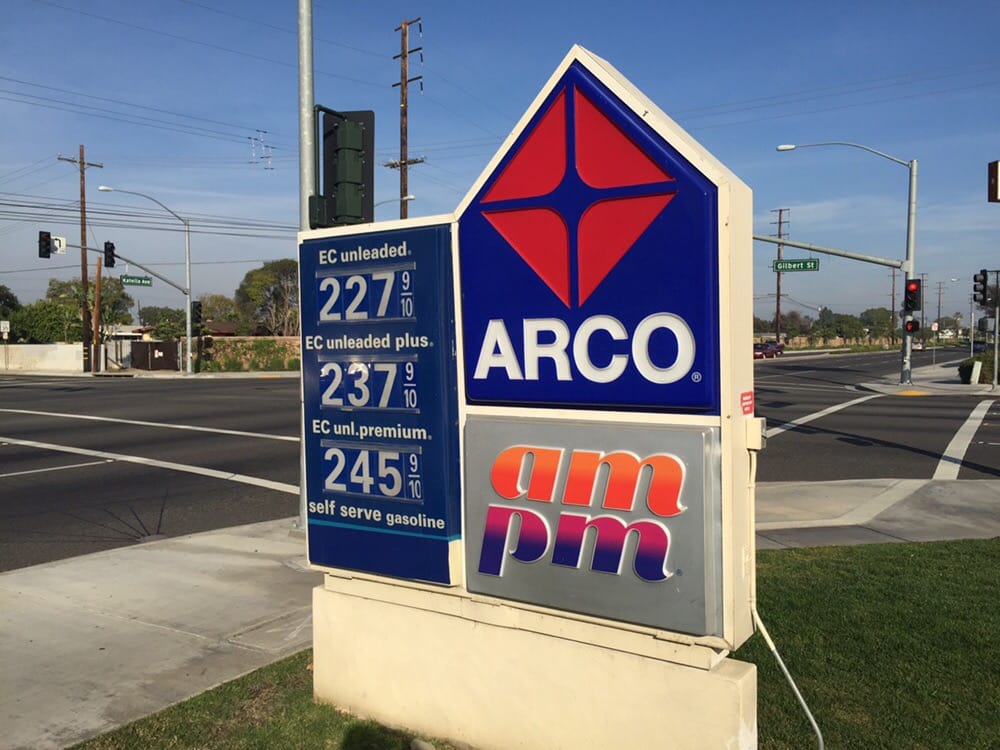 EC unleaded®
227 9/10
EC unleaded plus®
237 9/10
EC unl.premium®
245 9/10
self serve gasoline
ARCO®
am
pm®
Katella Ave
Gilbert St